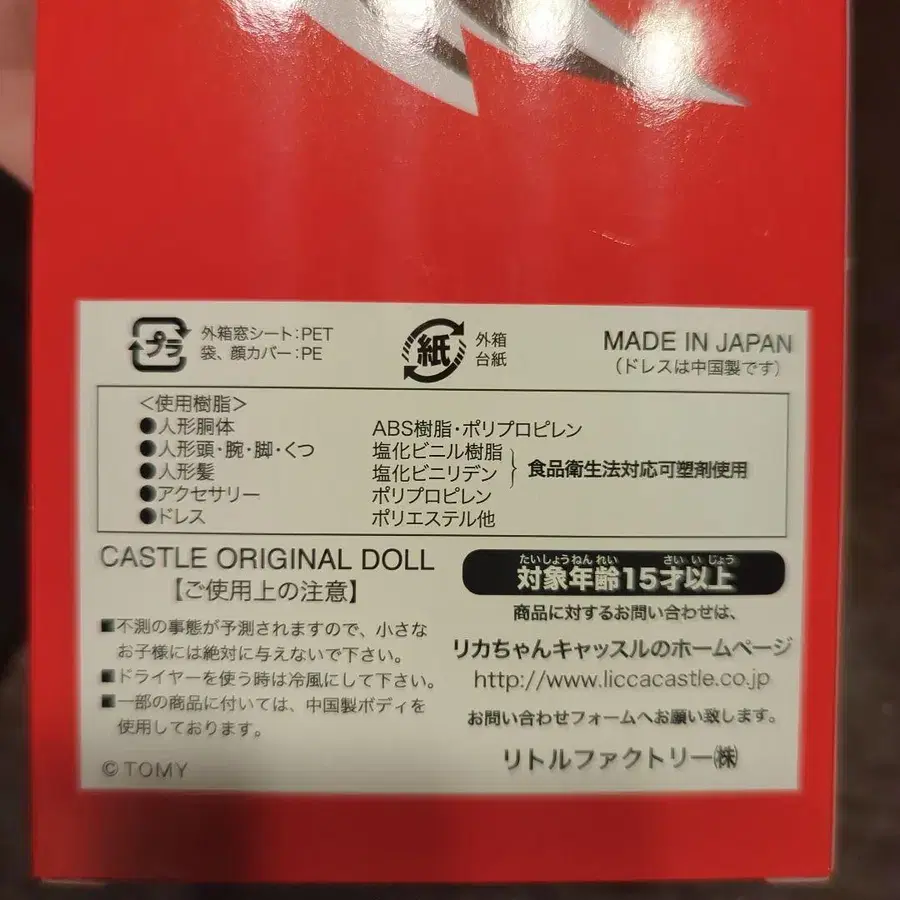 プラ
外箱窓シート:PET
袋、顔カバー:PE
紙
外箱
台紙
MADE IN JAPAN
(ドレスは中国製です)
<使用樹脂>
●人形胴体 ABS樹脂・ポリプロピレン
●人形頭・腕・脚・くつ 塩化ビニル樹脂
●人形髪 塩化ビニリデン
食品衛生法対応可塑剤使用
●アクセサリー ポリプロピレン
●ドレス ポリエステル他
CASTLE ORIGINAL DOLL
【ご使用上の注意】
■不測の事態が予測されますので、小さな
お子様には絶対に与えないで下さい。
■ドライヤーを使う時は冷風にして下さい。
■一部の商品に付いては、中国製ボディを
使用しております。
©TOMY
たいしょうねんれい さいいじょう
対象年齢15才以上
商品に対するお問い合わせは、
リカちゃんキャッスルのホームページ
http://www.liccacastle.co.jp
お問い合わせフォームへお願い致します。
リトルファクトリー㈱